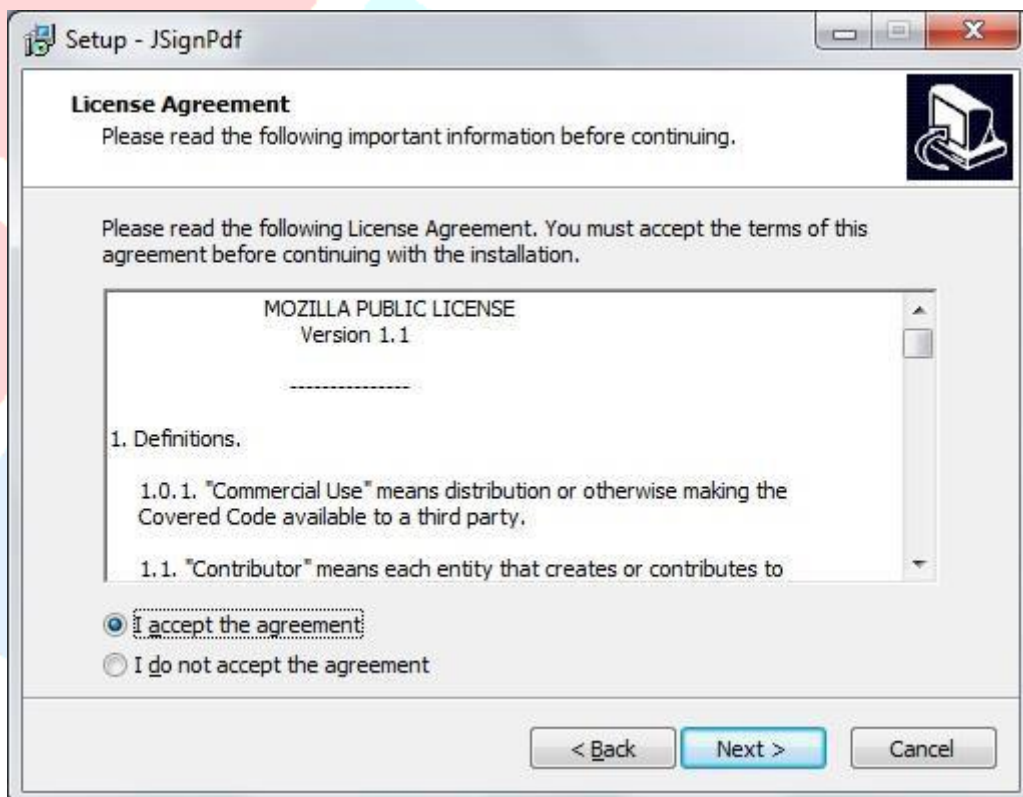 Setup - JSignPdf
License Agreement
Please read the following important information before continuing.
Please read the following License Agreement. You must accept the terms of this
agreement before continuing with the installation.
MOZILLA PUBLIC LICENSE
Version 1.1
---------------
1. Definitions.
1.0.1. "Commercial Use" means distribution or otherwise making the
Covered Code available to a third party.
1.1. "Contributor" means each entity that creates or contributes to
I accept the agreement
I do not accept the agreement
< Back
Next >
Cancel